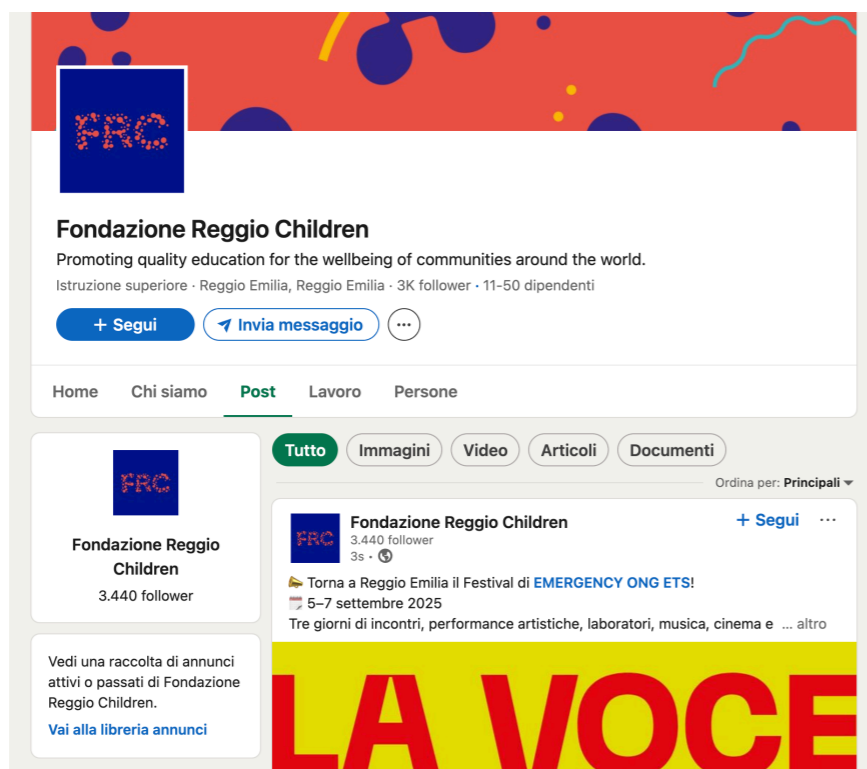 FRC
Fondazione Reggio Children
Promoting quality education for the wellbeing of communities around the world.
Istruzione superiore · Reggio Emilia, Reggio Emilia · 3K follower · 11-50 dipendenti
+ Segui
Invia messaggio
Home
Chi siamo
Post
Lavoro
Persone
FRC
Fondazione Reggio
Children
3.440 follower
Vedi una raccolta di annunci
attivi o passati di Fondazione
Reggio Children.
Vai alla libreria annunci
Tutto
Immagini
Video
Articoli
Documenti
Ordina per: Principali
FRC
Fondazione Reggio Children
3.440 follower
3s •
+ Segui
Torna a Reggio Emilia il Festival di EMERGENCY ONG ETS!
5–7 settembre 2025
Tre giorni di incontri, performance artistiche, laboratori, musica, cinema e ... altro
LA VOCE